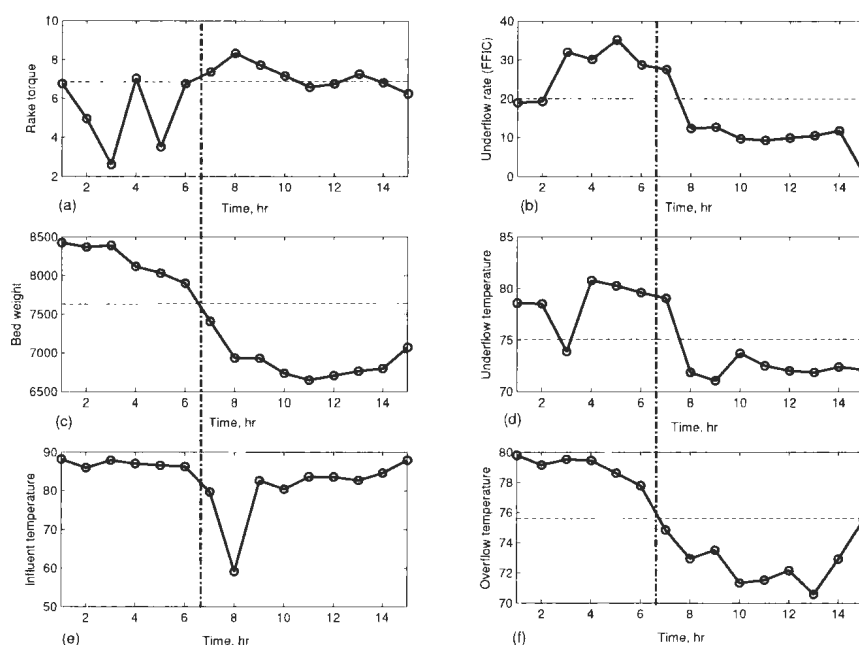 10
8
6
4
2
Rake torque
2 4 6 8 10 12 14
(a)
Time, hr
40
30
20
10
0
Underflow rate (FFIC)
2 4 6 8 10 12 14
(b)
Time, hr
8500
8000
7500
7000
6500
Bed weight
2 4 6 8 10 12 14
(c)
Time, hr
85
80
75
70
Underflow temperature
2 4 6 8 10 12 14
(d)
Time, hr
90
80
70
60
50
Influent temperature
2 4 6 8 10 12 14
(e)
Time, hr
80
78
76
74
72
70
Overflow temperature
2 4 6 8 10 12 14
(f)
Time, hr